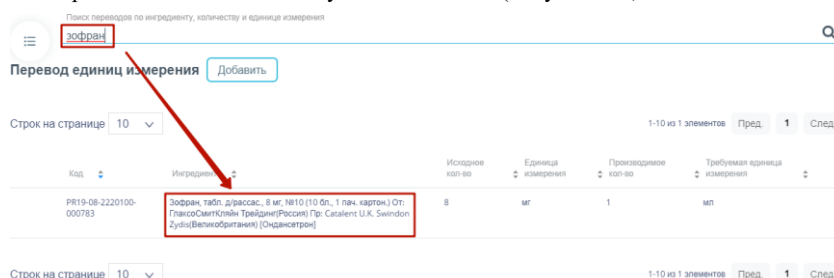 Поиск переводов по ингредиенту, количеству и единице измерения
зофран
Перевод единиц измерения Добавить
Строк на странице 10
1-10 из 1 элементов Пред. 1 След.
Код Ингредиент Исходное кол-во Единица измерения Производимое кол-во Требуемая единица измерения
PR19-08-2220100-000783
Зофран, табл. д/рассас., 8 мг, №10 (10 бл., 1 пач. картон.) От:
ГлаксоСмитКляйн Трейдинг(Россия) Пр: Catalent U.K. Swindon
Zydis(Великобритания) [Ондансетрон]
8 мг 1 мл
Строк на странице 10
1-10 из 1 элементов Пред. 1 След.